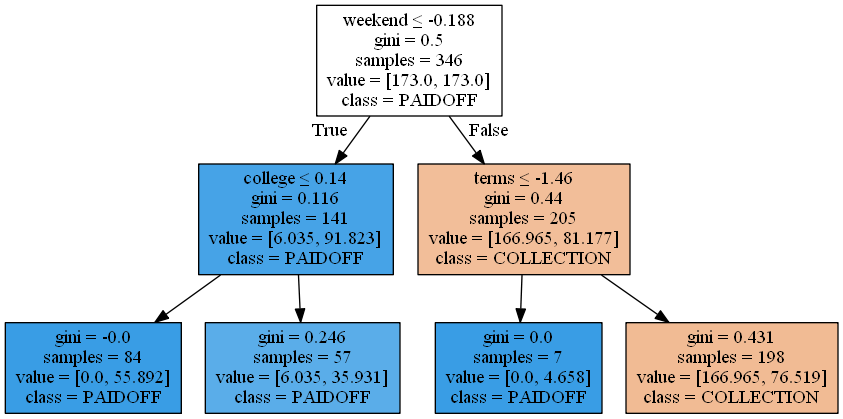 weekend ≤ -0.188
gini = 0.5
samples = 346
value = [173.0, 173.0]
class = PAIDOFF
True
False
college ≤ 0.14
gini = 0.116
samples = 141
value = [6.035, 91.823]
class = PAIDOFF
terms ≤ -1.46
gini = 0.44
samples = 205
value = [166.965, 81.177]
class = COLLECTION
gini = -0.0
samples = 84
value = [0.0, 55.892]
class = PAIDOFF
gini = 0.246
samples = 57
value = [6.035, 35.931]
class = PAIDOFF
gini = 0.0
samples = 7
value = [0.0, 4.658]
class = PAIDOFF
gini = 0.431
samples = 198
value = [166.965, 76.519]
class = COLLECTION